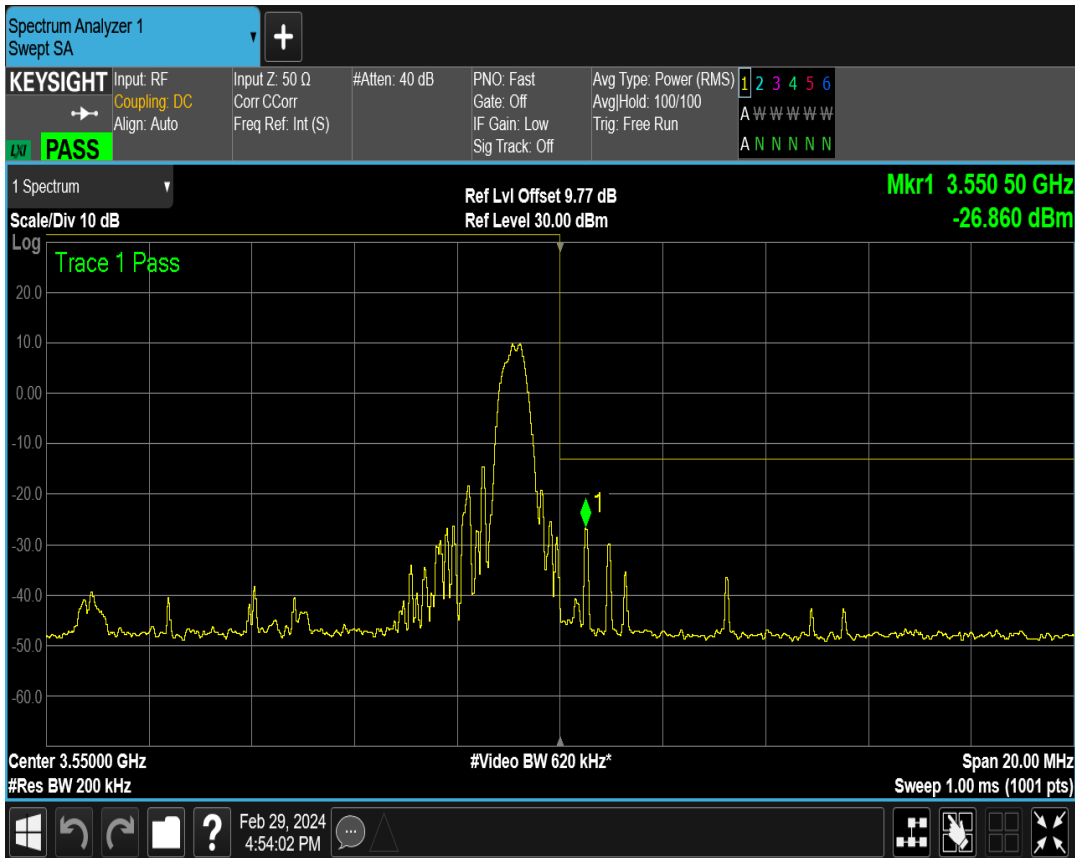 Spectrum Analyzer 1
Swept SA
+
KEYSIGHT
LXI
PASS
Input: RF
Coupling: DC
Align: Auto
Input Z: 50 Ω
Corr CCorr
Freq Ref: Int (S)
#Atten: 40 dB
PNO: Fast
Gate: Off
IF Gain: Low
Sig Track: Off
Avg Type: Power (RMS)
Avg|Hold: 100/100
Trig: Free Run
1 2 3 4 5 6
A W W W W W
A N N N N N
1 Spectrum
Scale/Div 10 dB
Ref Lvl Offset 9.77 dB
Ref Level 30.00 dBm
Mkr1 3.550 50 GHz
-26.860 dBm
Log
Trace 1 Pass
20.0
10.0
0.00
-10.0
-20.0
-30.0
-40.0
-50.0
-60.0
1
Center 3.55000 GHz
#Res BW 200 kHz
#Video BW 620 kHz*
Span 20.00 MHz
Sweep 1.00 ms (1001 pts)
?
Feb 29, 2024
4:54:02 PM